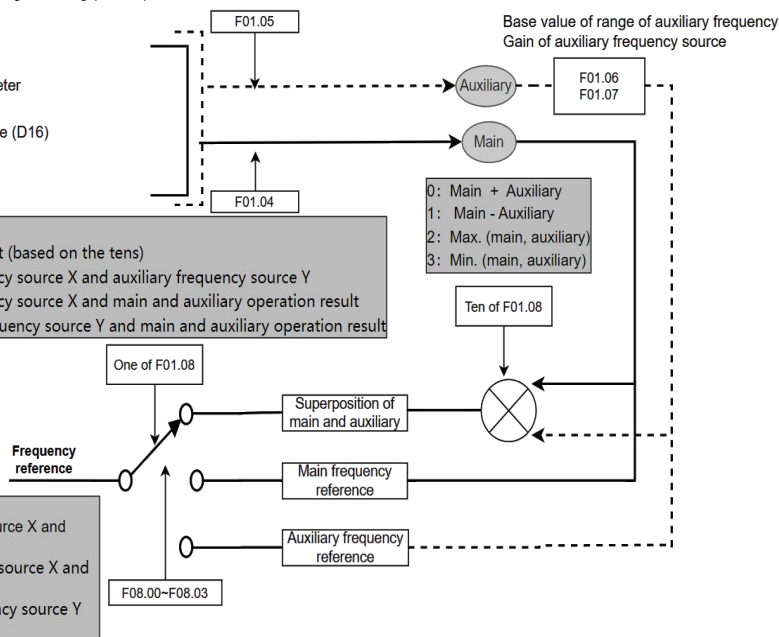 F01.05
Base value of range of auxiliary frequency
Gain of auxiliary frequency source
eter
Auxiliary
F01.06
F01.07
e (D16)
Main
F01.04
0: Main + Auxiliary
1: Main - Auxiliary
2: Max. (main, auxiliary)
3: Min. (main, auxiliary)
t (based on the tens)
cy source X and auxiliary frequency source Y
cy source X and main and auxiliary operation result
quency source Y and main and auxiliary operation result
Ten of F01.08
One of F01.08
Superposition of
main and auxiliary
Frequency
reference
Main frequency
reference
urce X and
Auxiliary frequency
reference
source X and
F08.00~F08.03
ncy source Y